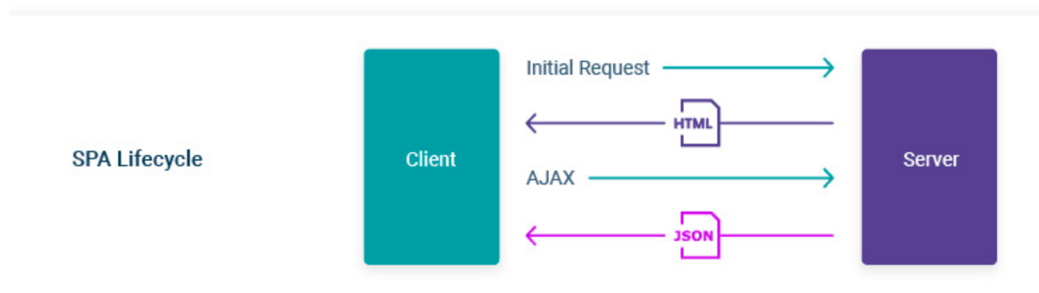 SPA Lifecycle
Client
Initial Request
HTML
AJAX
JSON
Server